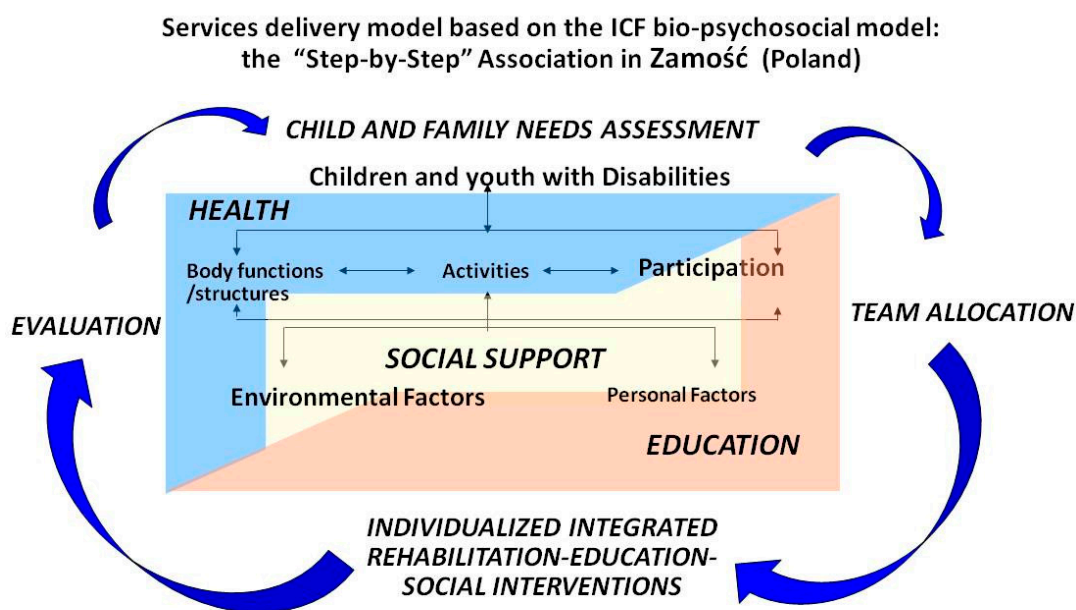 Services delivery model based on the ICF bio-psychosocial model:
the “Step-by-Step” Association in Zamość (Poland)
CHILD AND FAMILY NEEDS ASSESSMENT
Children and youth with Disabilities
HEALTH
Body functions
/structures
Activities
Participation
EVALUATION
TEAM ALLOCATION
SOCIAL SUPPORT
Environmental Factors
Personal Factors
EDUCATION
INDIVIDUALIZED INTEGRATED
REHABILITATION-EDUCATION-
SOCIAL INTERVENTIONS